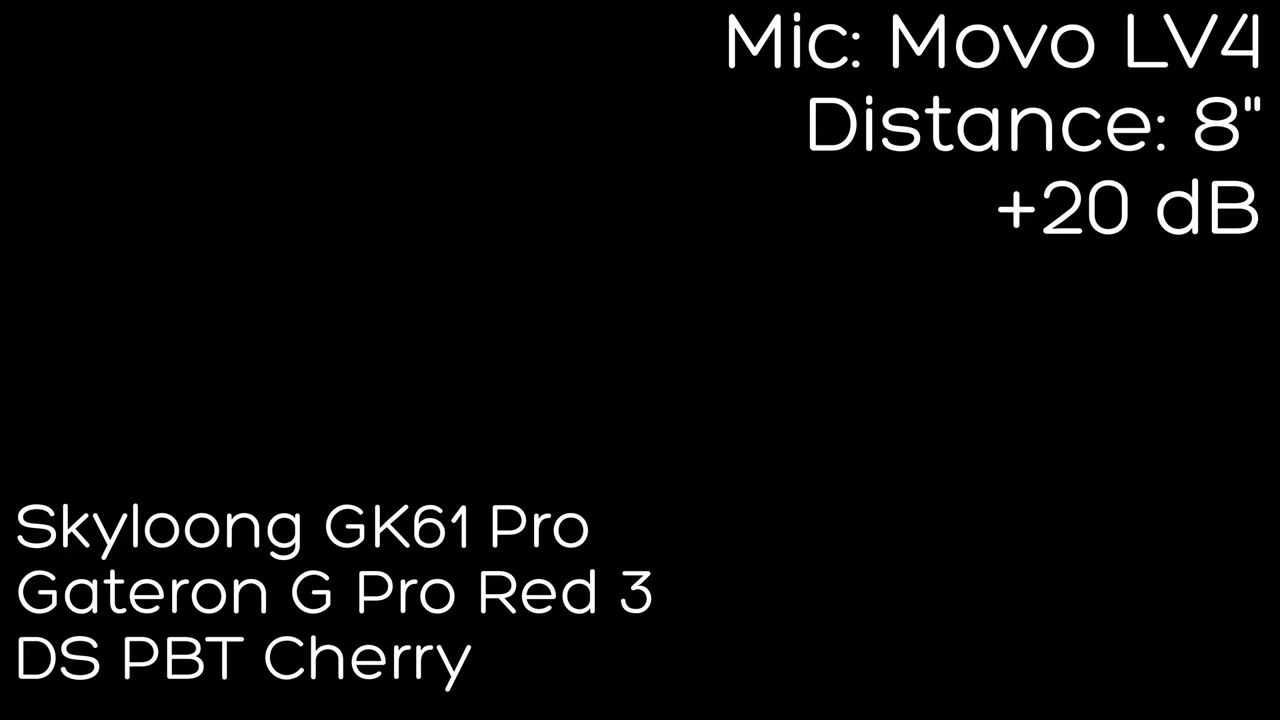 Mic: Movo LV4
Distance: 8"
+20 dB
Skyloong GK61 Pro
Gateron G Pro Red 3
DS PBT Cherry